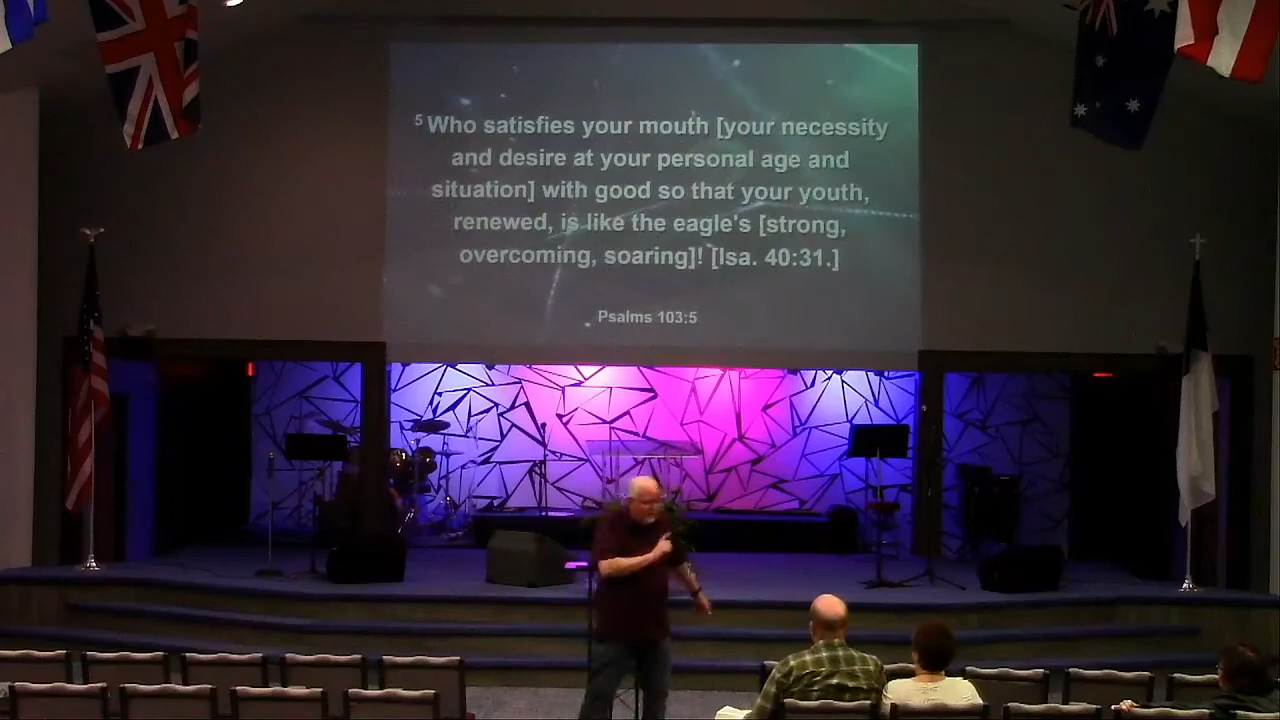 5 Who satisfies your mouth [your necessity
and desire at your personal age and
situation] with good so that your youth,
renewed, is like the eagle's [strong,
overcoming, soaring]! [Isa. 40:31.]
Psalms 103:5